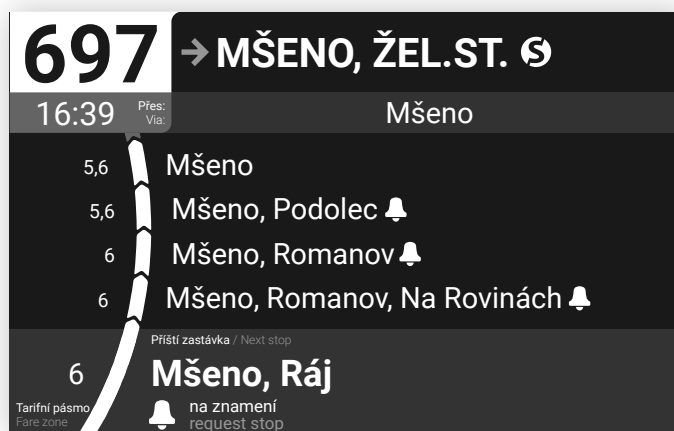 697 → MŠENO, ŽEL.ST. S
16:39 Přes: Mšeno
Via:
5,6 Mšeno
5,6 Mšeno, Podolec
6 Mšeno, Romanov
6 Mšeno, Romanov, Na Rovinách
Příští zastávka / Next stop
6 Mšeno, Ráj
Tarifní pásmo na znamení
Fare zone request stop